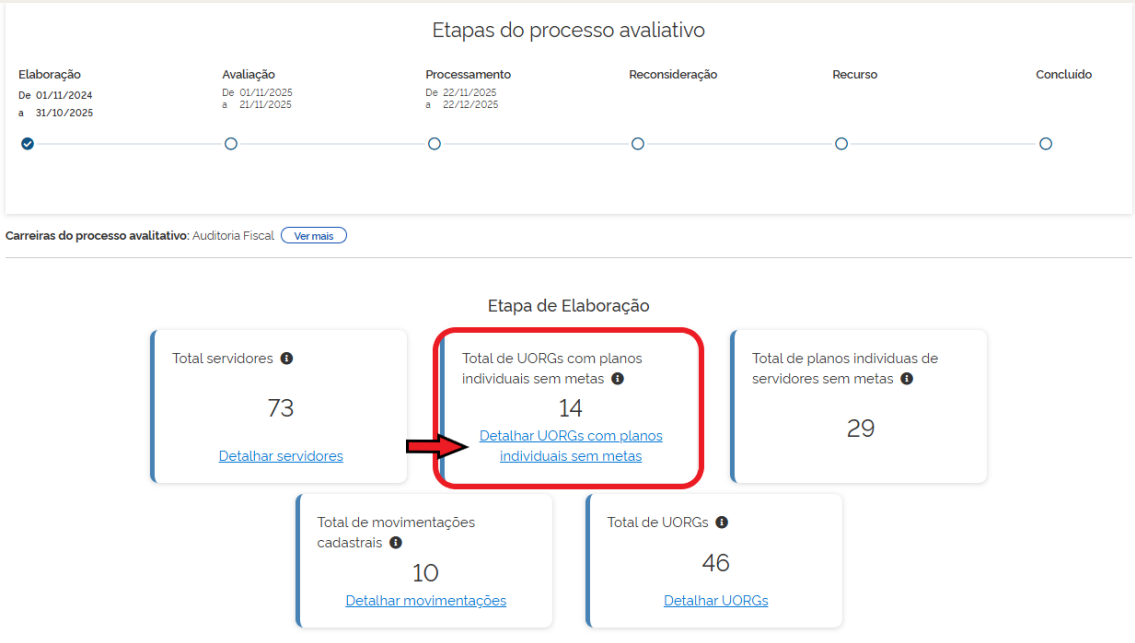 Etapas do processo avaliativo
Elaboração
De 01/11/2024
a 31/10/2025
Avaliação
De 01/11/2025
a 21/11/2025
Processamento
De 22/11/2025
a 22/12/2025
Reconsideração
Recurso
Concluído
Carreiras do processo avalitativo: Auditoria Fiscal Ver mais
Etapa de Elaboração
Total servidores
73
Detalhar servidores
Total de UORGs com planos
individuais sem metas
14
Detalhar UORGs com planos
individuais sem metas
Total de planos individuas de
servidores sem metas
29
Total de movimentações
cadastrais
10
Detalhar movimentações
Total de UORGs
46
Detalhar UORGs